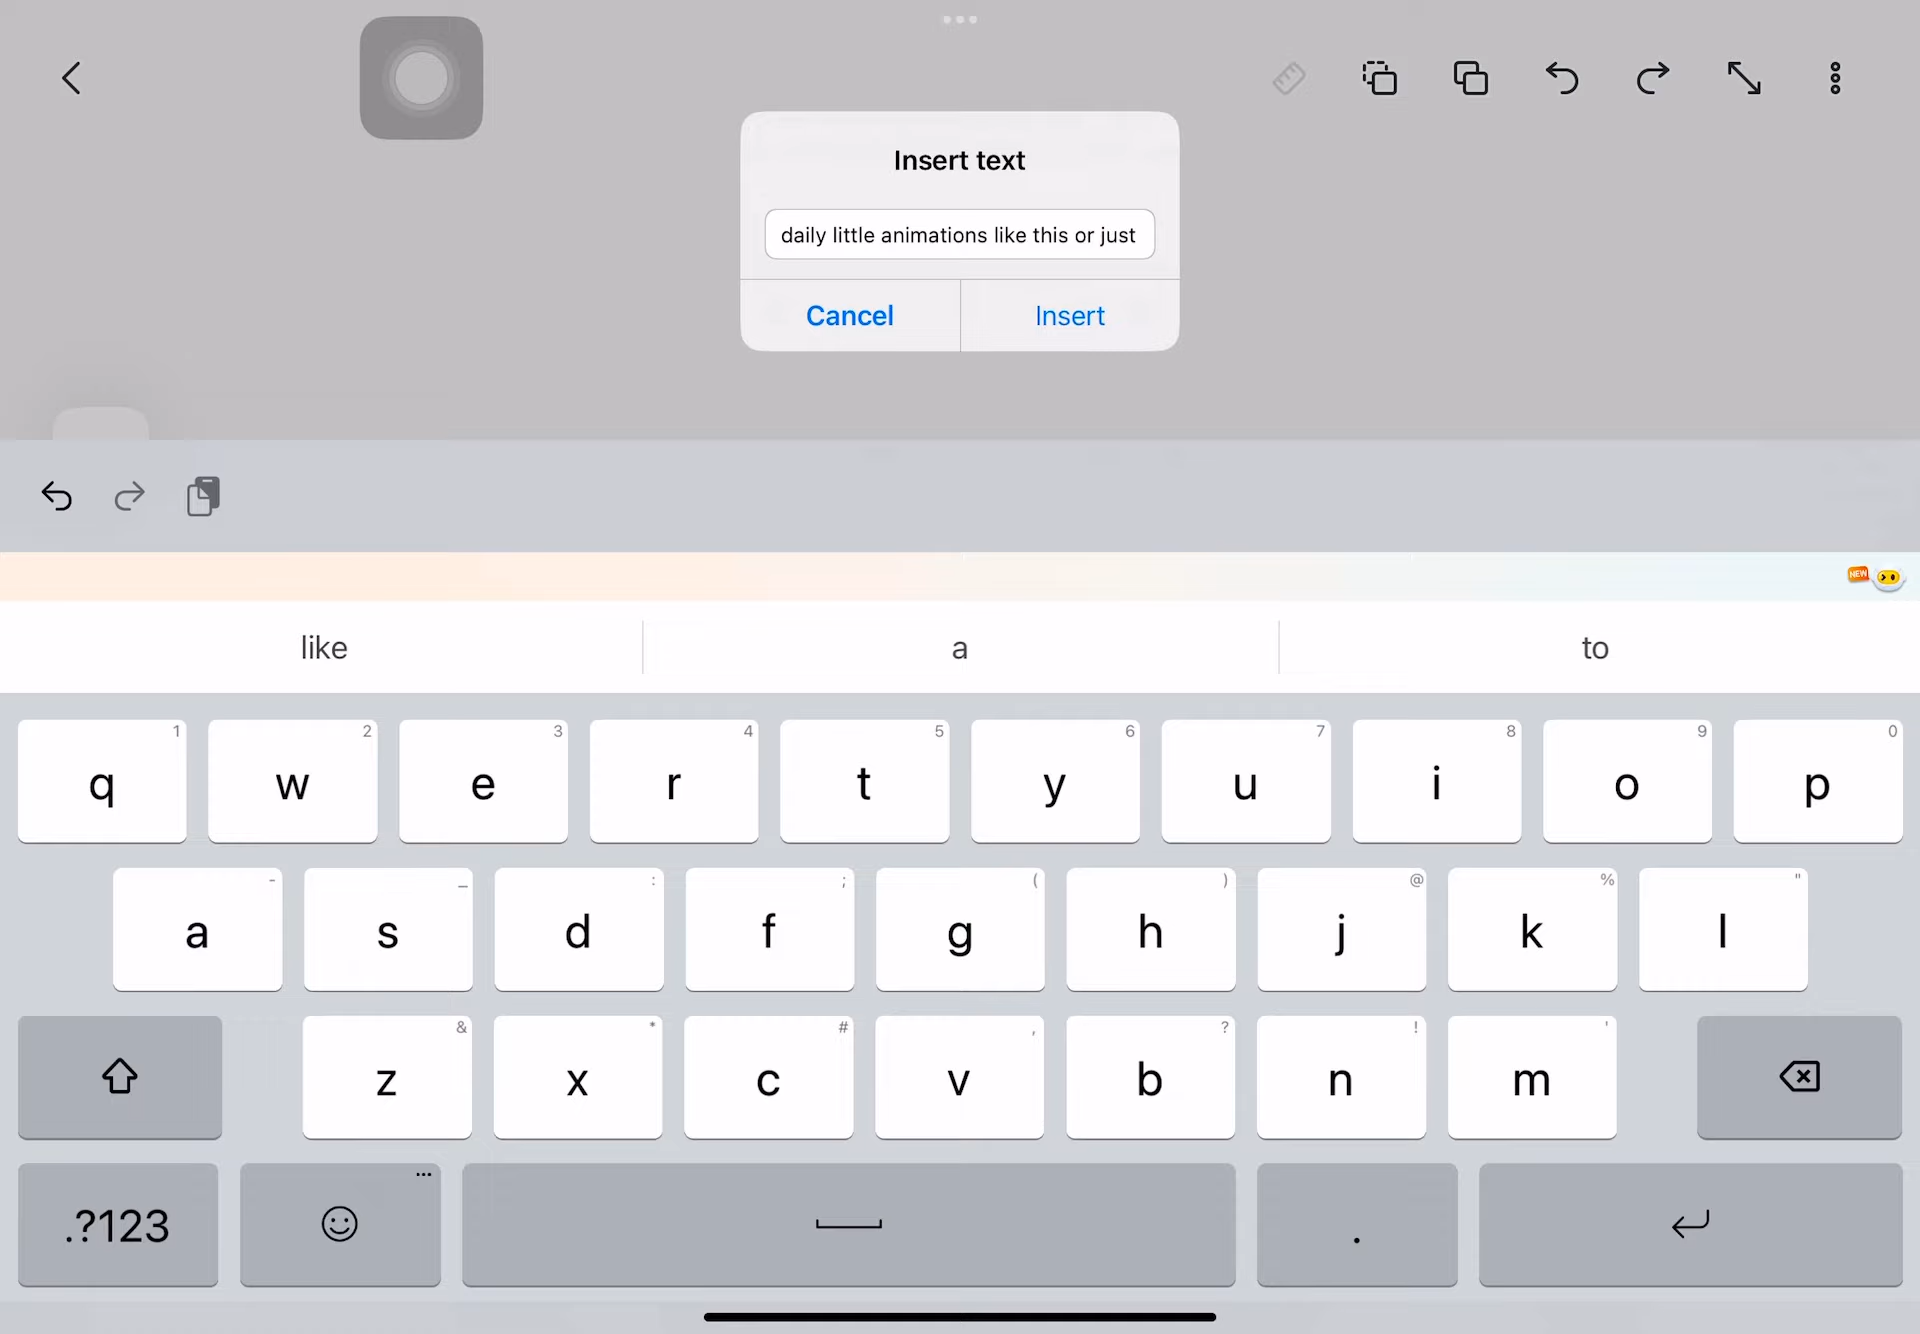 Insert text
daily little animations like this or just
Cancel Insert
NEW
like a to
1 2 3 4 5 6 7 8 9 0
q w e r t y u i o p
- _ : ; ( ) @ % "
a s d f g h j k l
& * # , ? ! '
z x c v b n m
.?123 .